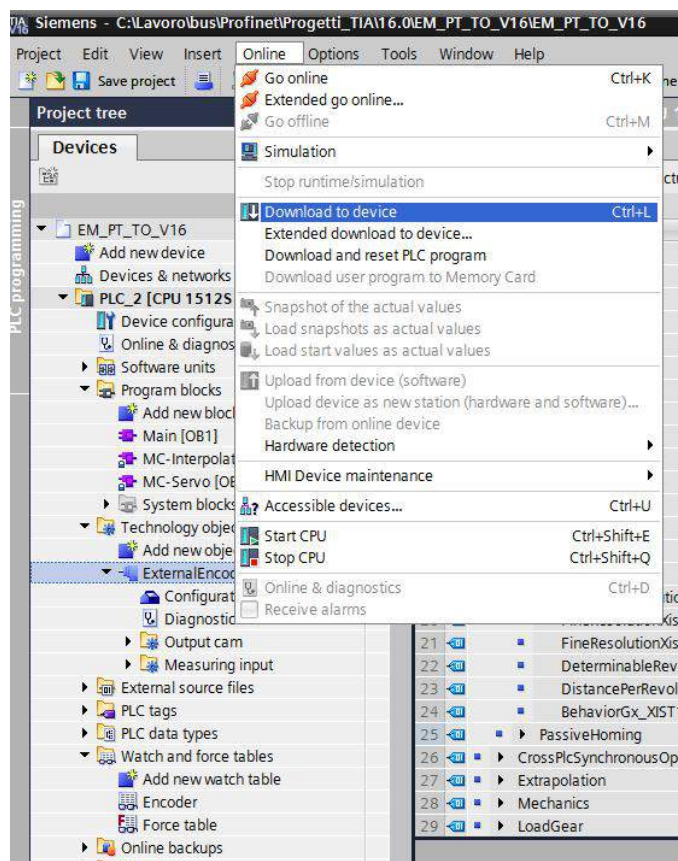 Siemens - C:\Lavoro\bus\Profinet\Progetti_TIA\16.0\EM_PT_TO_V16\EM_PT_TO_V16
Project Edit View Insert Online Options Tools Window Help
Save project
Project tree
Devices
PLC programming
EM_PT_TO_V16
Add new device
Devices & networks
PLC_2 [CPU 1512S
Device configura
Online & diagnos
Software units
Program blocks
Add new bloc
Main [OB1]
MC-Interpolat
MC-Servo [OB
System blocks
Technology objec
Add new obje
ExternalEncod
Configurat
Diagnostic
Output cam
Measuring input
External source files
PLC tags
PLC data types
Watch and force tables
Add new watch table
Encoder
Force table
Online backups
Go online Ctrl+K
Extended go online...
Go offline Ctrl+M
Simulation
Stop runtime/simulation
Download to device Ctrl+L
Extended download to device...
Download and reset PLC program
Download user program to Memory Card
Snapshot of the actual values
Load snapshots as actual values
Load start values as actual values
Upload from device (software)
Upload device as new station (hardware and software)...
Backup from online device
Hardware detection
HMI Device maintenance
Accessible devices... Ctrl+U
Start CPU Ctrl+Shift+E
Stop CPU Ctrl+Shift+Q
Online & diagnostics Ctrl+D
Receive alarms
21 FineResolutionXis
22 DeterminableRev
23 DistancePerRevol
24 BehaviorGx_XIST
25 PassiveHoming
26 CrossPlcSynchronousOp
27 Extrapolation
28 Mechanics
29 LoadGear